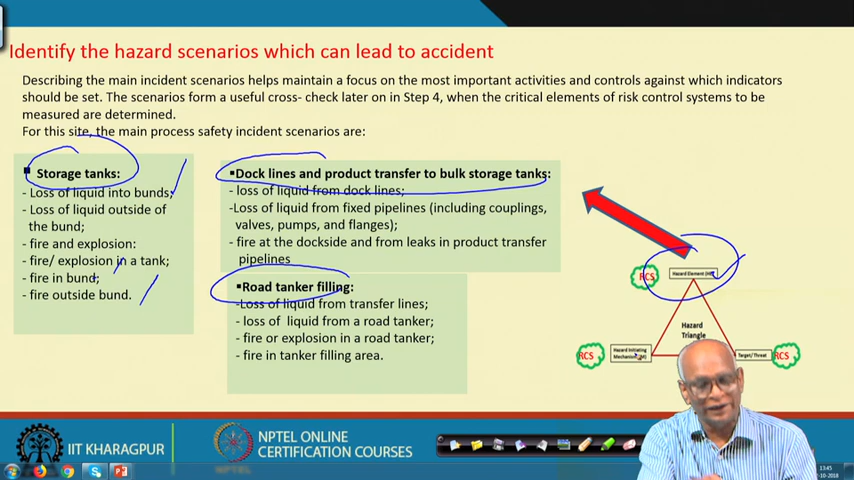 Identify the hazard scenarios which can lead to accident
Describing the main incident scenarios helps maintain a focus on the most important activities and controls against which indicators
should be set. The scenarios form a useful cross- check later on in Step 4, when the critical elements of risk control systems to be
measured are determined.
For this site, the main process safety incident scenarios are:
▪ Storage tanks:
- Loss of liquid into bunds;
- Loss of liquid outside of
the bund;
- fire and explosion:
- fire/ explosion in a tank;
- fire in bund;
- fire outside bund.
▪Dock lines and product transfer to bulk storage tanks:
- loss of liquid from dock lines;
-Loss of liquid from fixed pipelines (including couplings,
valves, pumps, and flanges);
- fire at the dockside and from leaks in product transfer
pipelines
▪Road tanker filling:
-Loss of liquid from transfer lines;
- loss of liquid from a road tanker;
- fire or explosion in a road tanker;
- fire in tanker filling area.
RCS
Hazard Element
Hazard
Triangle
RCS
Hazard Initiating
Mechanism
Target/ Threat
RCS
IIT KHARAGPUR
NPTEL ONLINE
CERTIFICATION COURSES
NPTEL
13:45
-10-2018